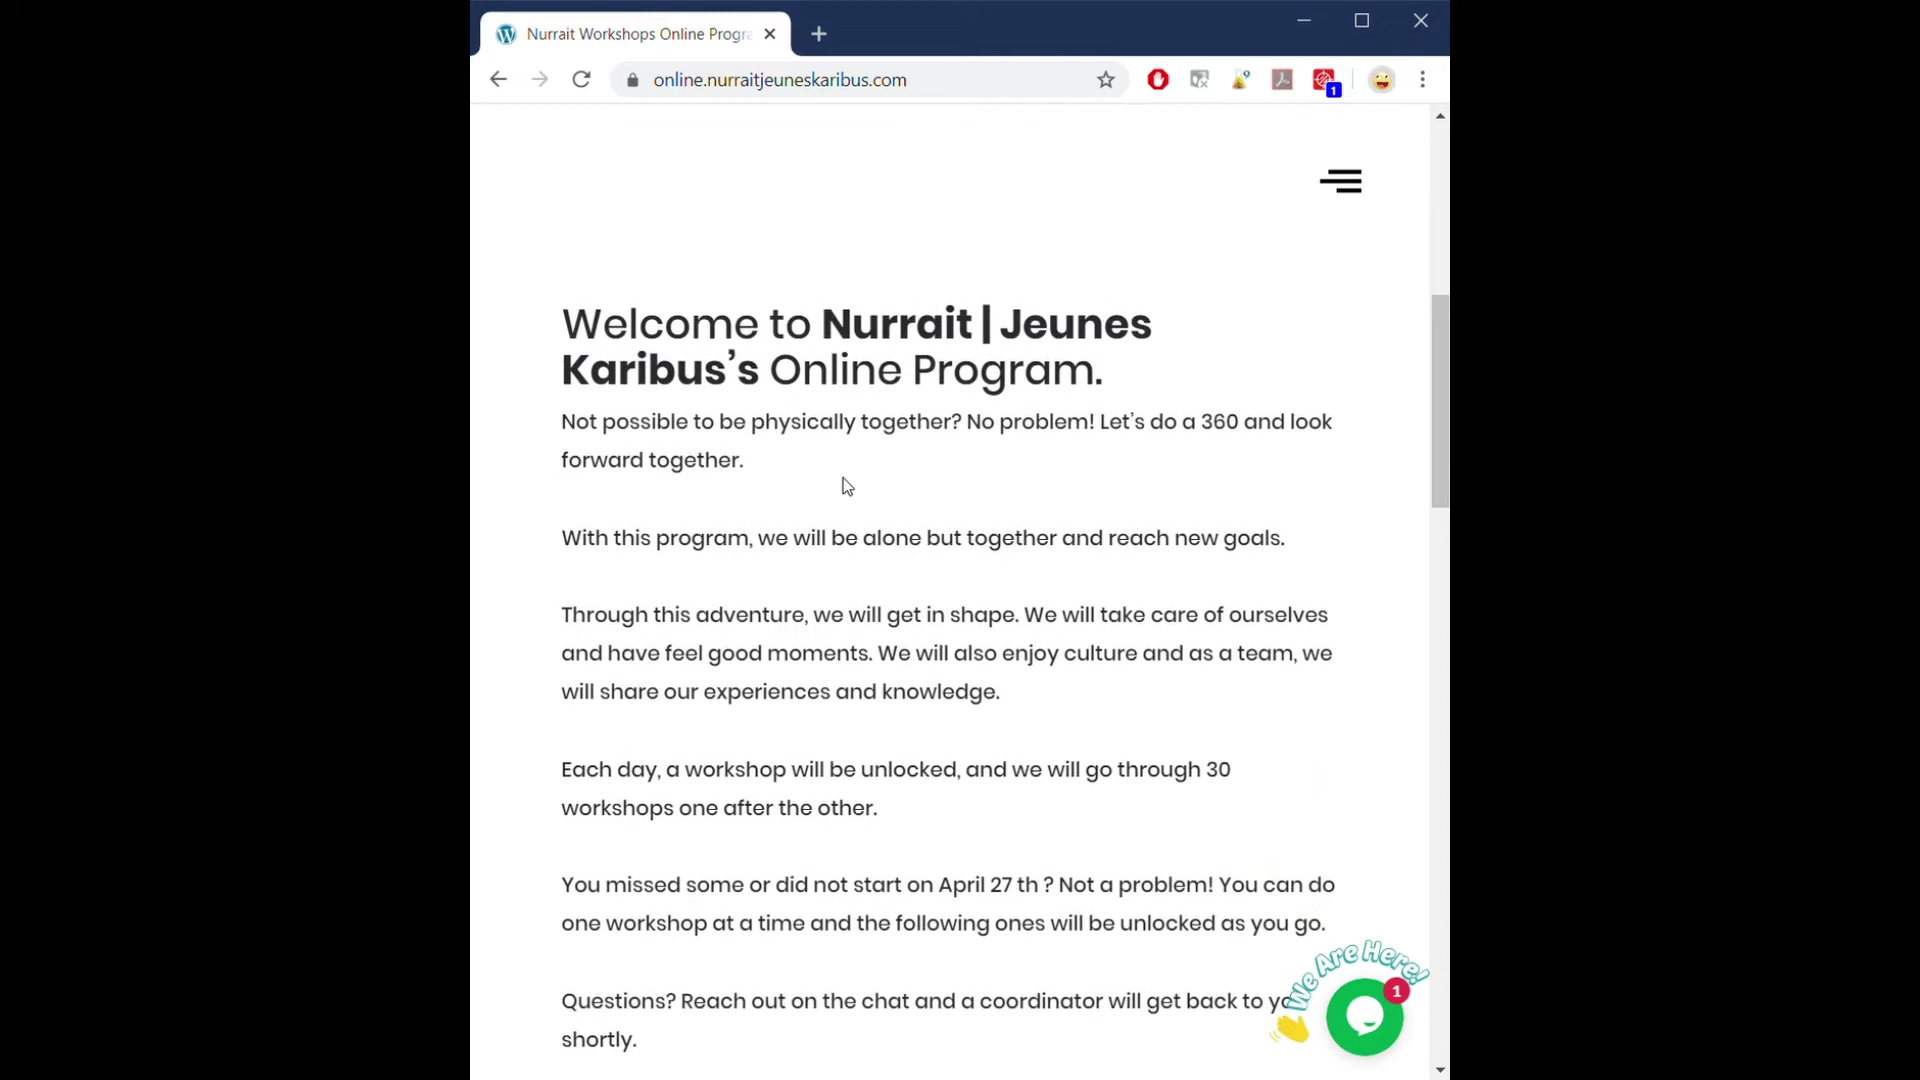 Nurrait Workshops Online Progra
online.nurraitjeuneskaribus.com
1
Welcome to Nurrait | Jeunes
Karibus’s Online Program.
Not possible to be physically together? No problem! Let’s do a 360 and look
forward together.
With this program, we will be alone but together and reach new goals.
Through this adventure, we will get in shape. We will take care of ourselves
and have feel good moments. We will also enjoy culture and as a team, we
will share our experiences and knowledge.
Each day, a workshop will be unlocked, and we will go through 30
workshops one after the other.
You missed some or did not start on April 27 th ? Not a problem! You can do
one workshop at a time and the following ones will be unlocked as you go.
We Are Here!
1
Questions? Reach out on the chat and a coordinator will get back to yo
shortly.